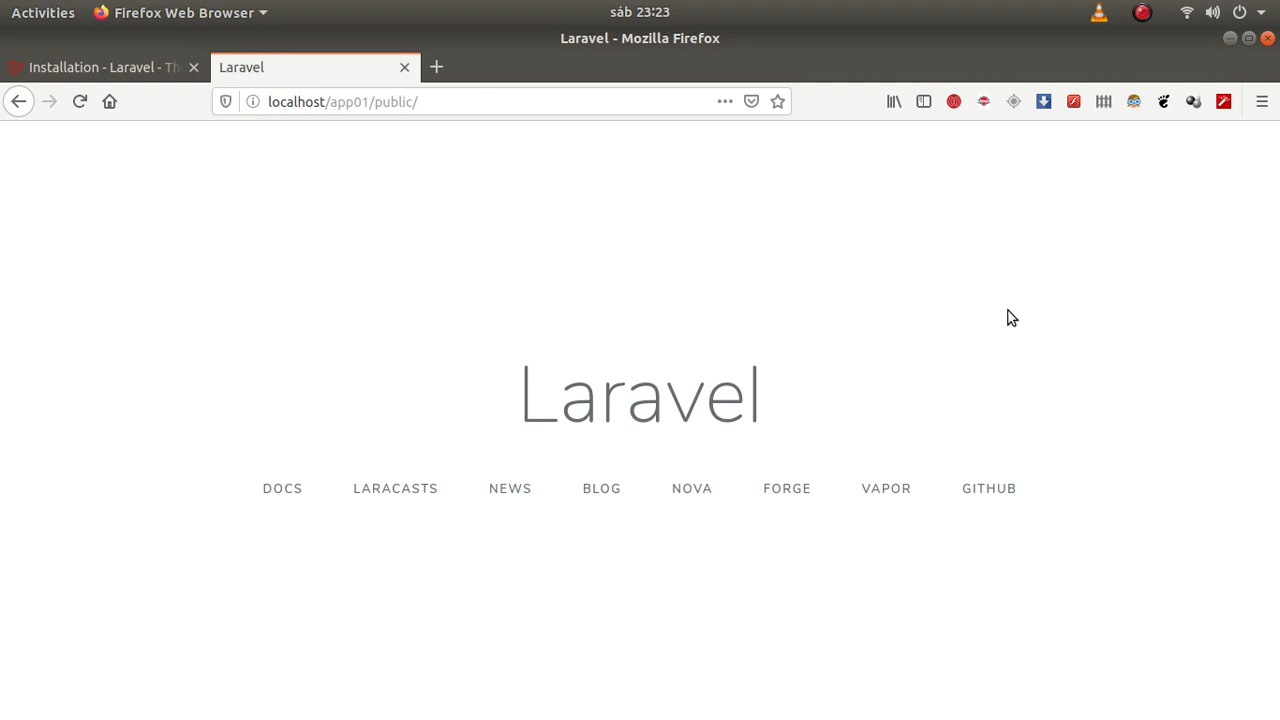 Activities Firefox Web Browser sáb 23:23
Laravel - Mozilla Firefox
Installation - Laravel - Th Laravel
localhost/app01/public/
Laravel
DOCS LARACASTS NEWS BLOG NOVA FORGE VAPOR GITHUB